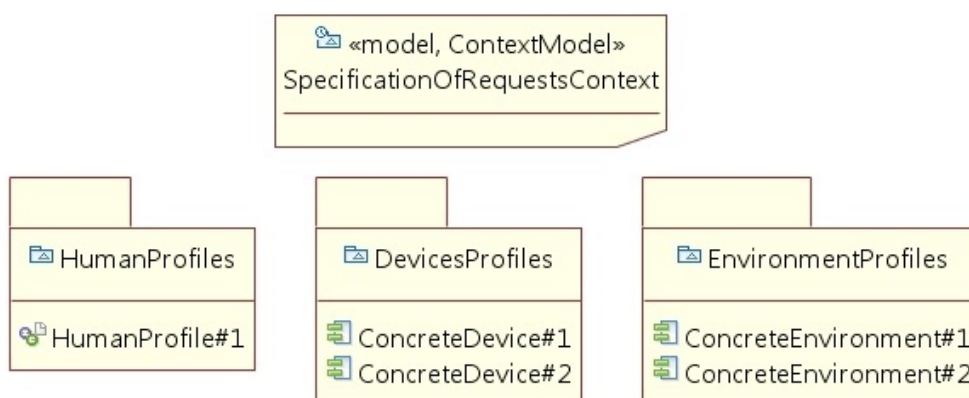 «model, ContextModel»
SpecificationOfRequestsContext
HumanProfiles
HumanProfile#1
DevicesProfiles
ConcreteDevice#1
ConcreteDevice#2
EnvironmentProfiles
ConcreteEnvironment#1
ConcreteEnvironment#2